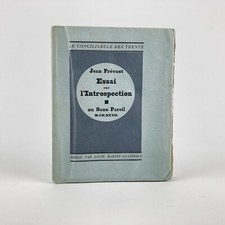 LE CONCILIABULE DES TRENTE
Jean Prévost
Essai
sur
l'Introspection
au Sans Pareil
M.CM.XXVII.